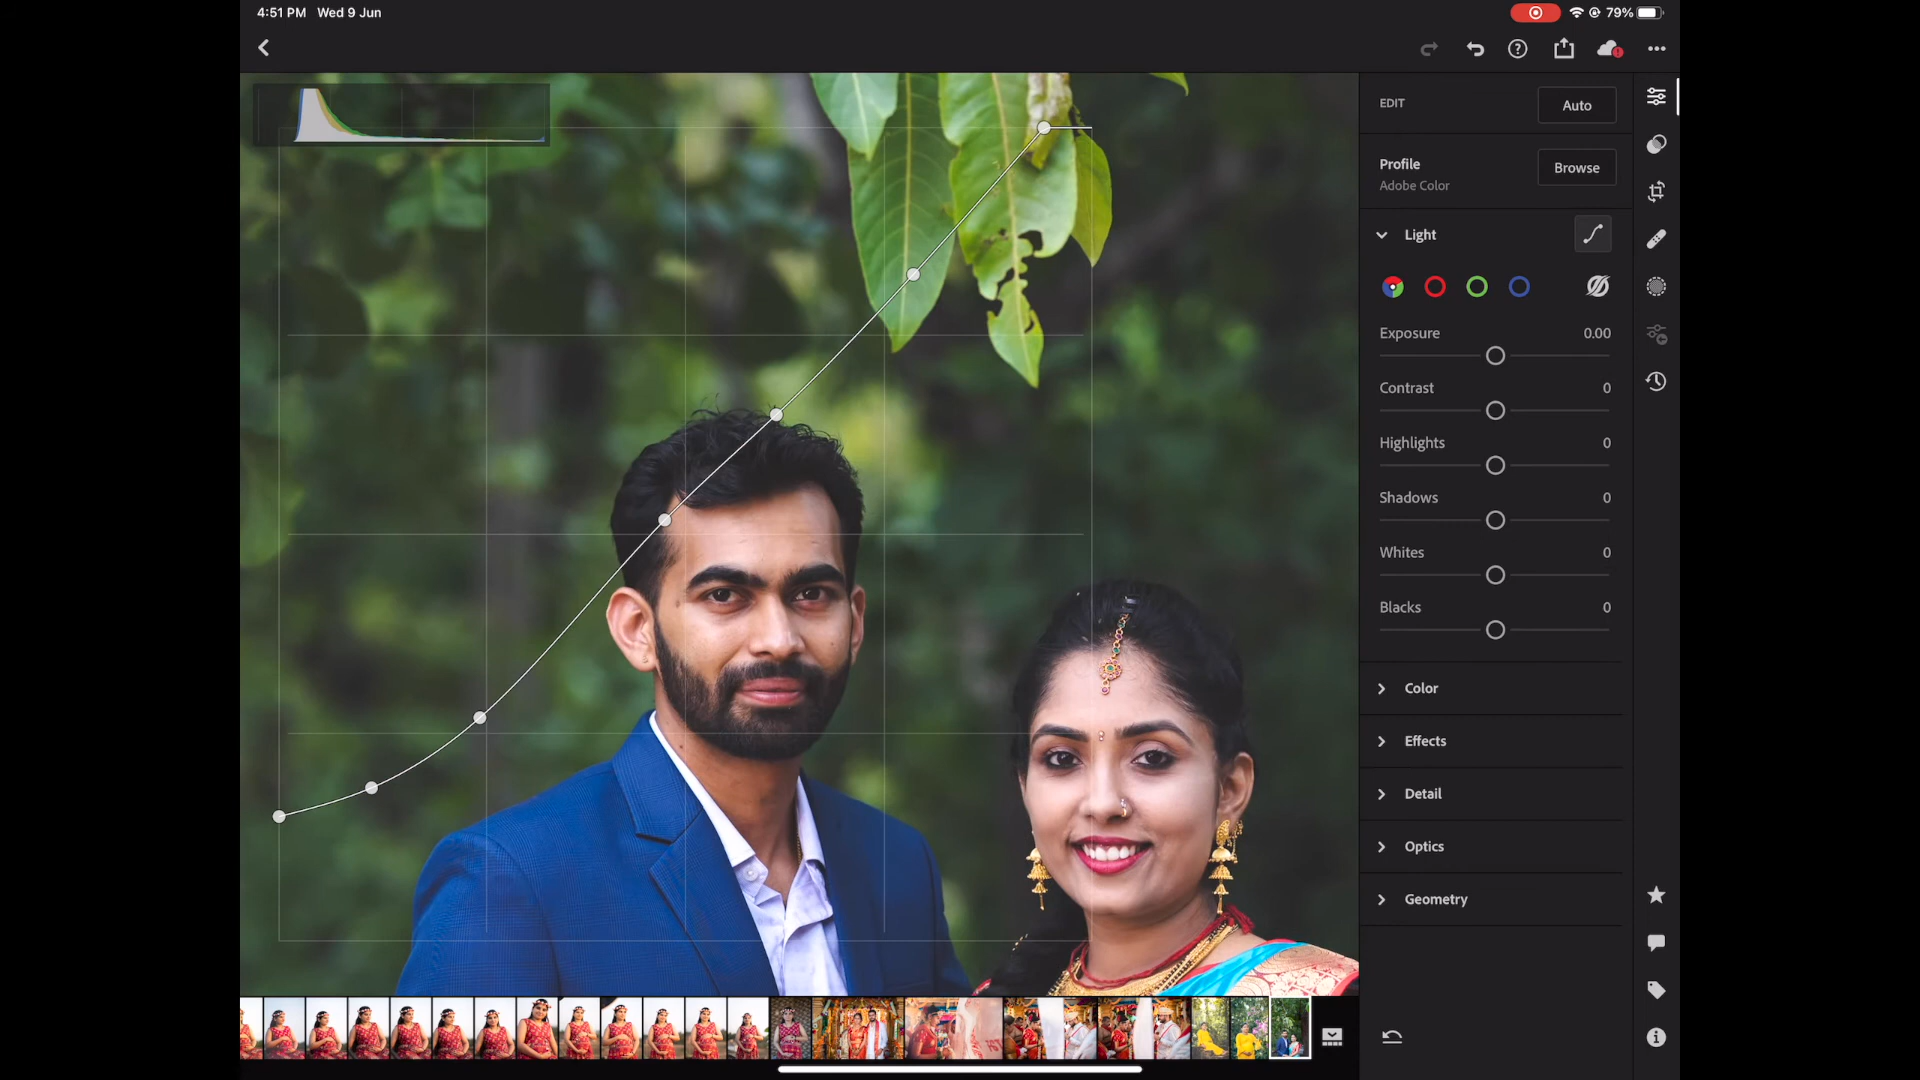 4:51 PM Wed 9 Jun
79%
EDIT
Auto
Profile
Adobe Color
Browse
Light
Exposure 0.00
Contrast 0
Highlights 0
Shadows 0
Whites 0
Blacks 0
Color
Effects
Detail
Optics
Geometry